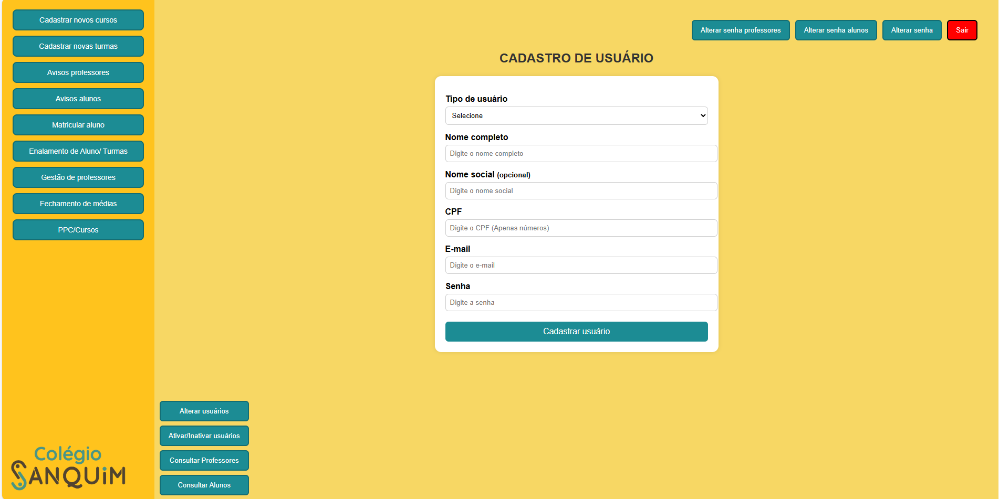 Cadastrar novos cursos
Cadastrar novas turmas
Avisos professores
Avisos alunos
Matricular aluno
Enalamento de Aluno/ Turmas
Gestão de professores
Fechamento de médias
PPC/Cursos
Colégio
SANQUiM
Alterar senha professores
Alterar senha alunos
Alterar senha
Sair
CADASTRO DE USUÁRIO
Tipo de usuário
Selecione
Nome completo
Digite o nome completo
Nome social (opcional)
Digite o nome social
CPF
Digite o CPF (Apenas números)
E-mail
Digite o e-mail
Senha
Digite a senha
Cadastrar usuário
Alterar usuários
Ativar/Inativar usuários
Consultar Professores
Consultar Alunos